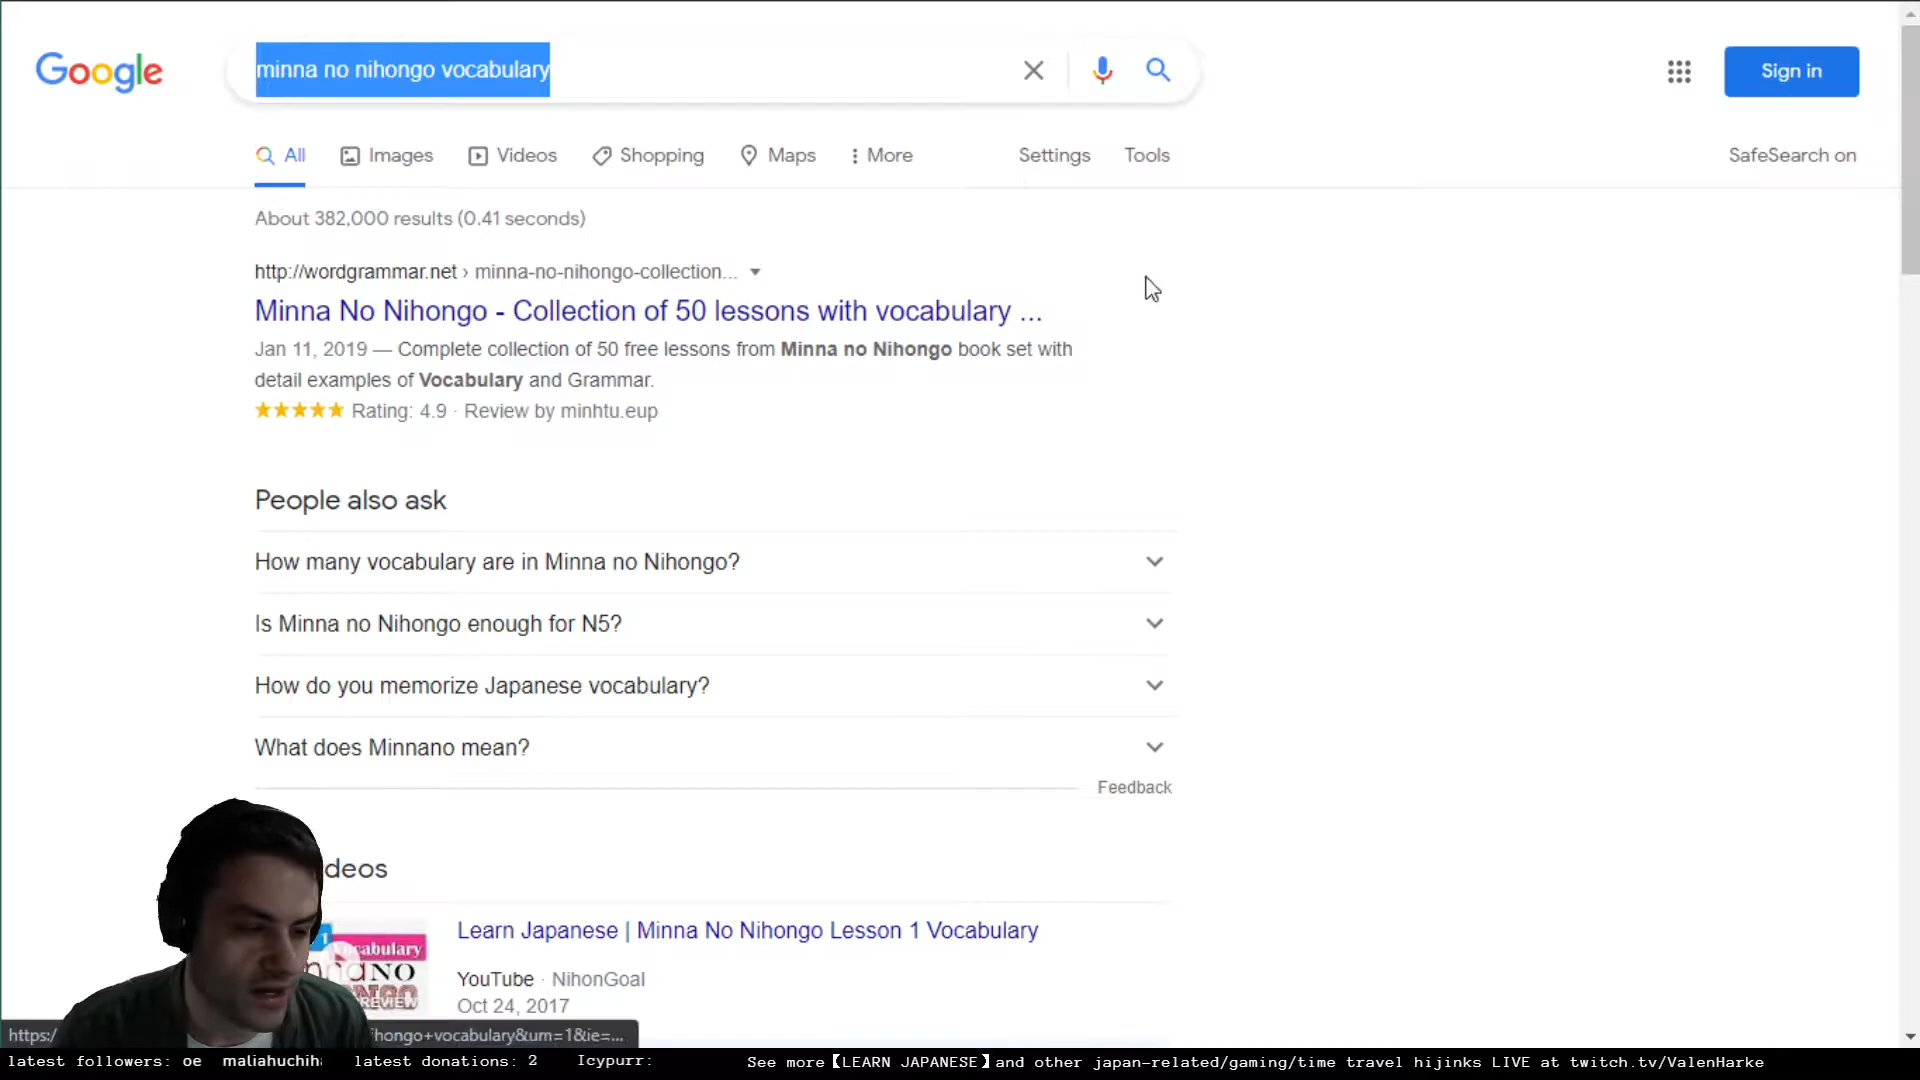 Google
minna no nihongo vocabulary
Sign in
All
Images
Videos
Shopping
Maps
More
Settings
Tools
SafeSearch on
About 382,000 results (0.41 seconds)
http://wordgrammar.net › minna-no-nihongo-collection...
Minna No Nihongo - Collection of 50 lessons with vocabulary ...
Jan 11, 2019 — Complete collection of 50 free lessons from Minna no Nihongo book set with
detail examples of Vocabulary and Grammar.
Rating: 4.9 · Review by minhtu.eup
People also ask
How many vocabulary are in Minna no Nihongo?
Is Minna no Nihongo enough for N5?
How do you memorize Japanese vocabulary?
What does Minnano mean?
Feedback
deos
Learn Japanese | Minna No Nihongo Lesson 1 Vocabulary
YouTube · NihonGoal
Oct 24, 2017
1
Vocabulary
NO
PREVIEW
https:/
hongo+vocabulary&um=1&ie=...
latest followers: oe maliahuchiha latest donations: 2 Icypurr: See more【LEARN JAPANESE】and other japan-related/gaming/time travel hijinks LIVE at twitch.tv/ValenHarke